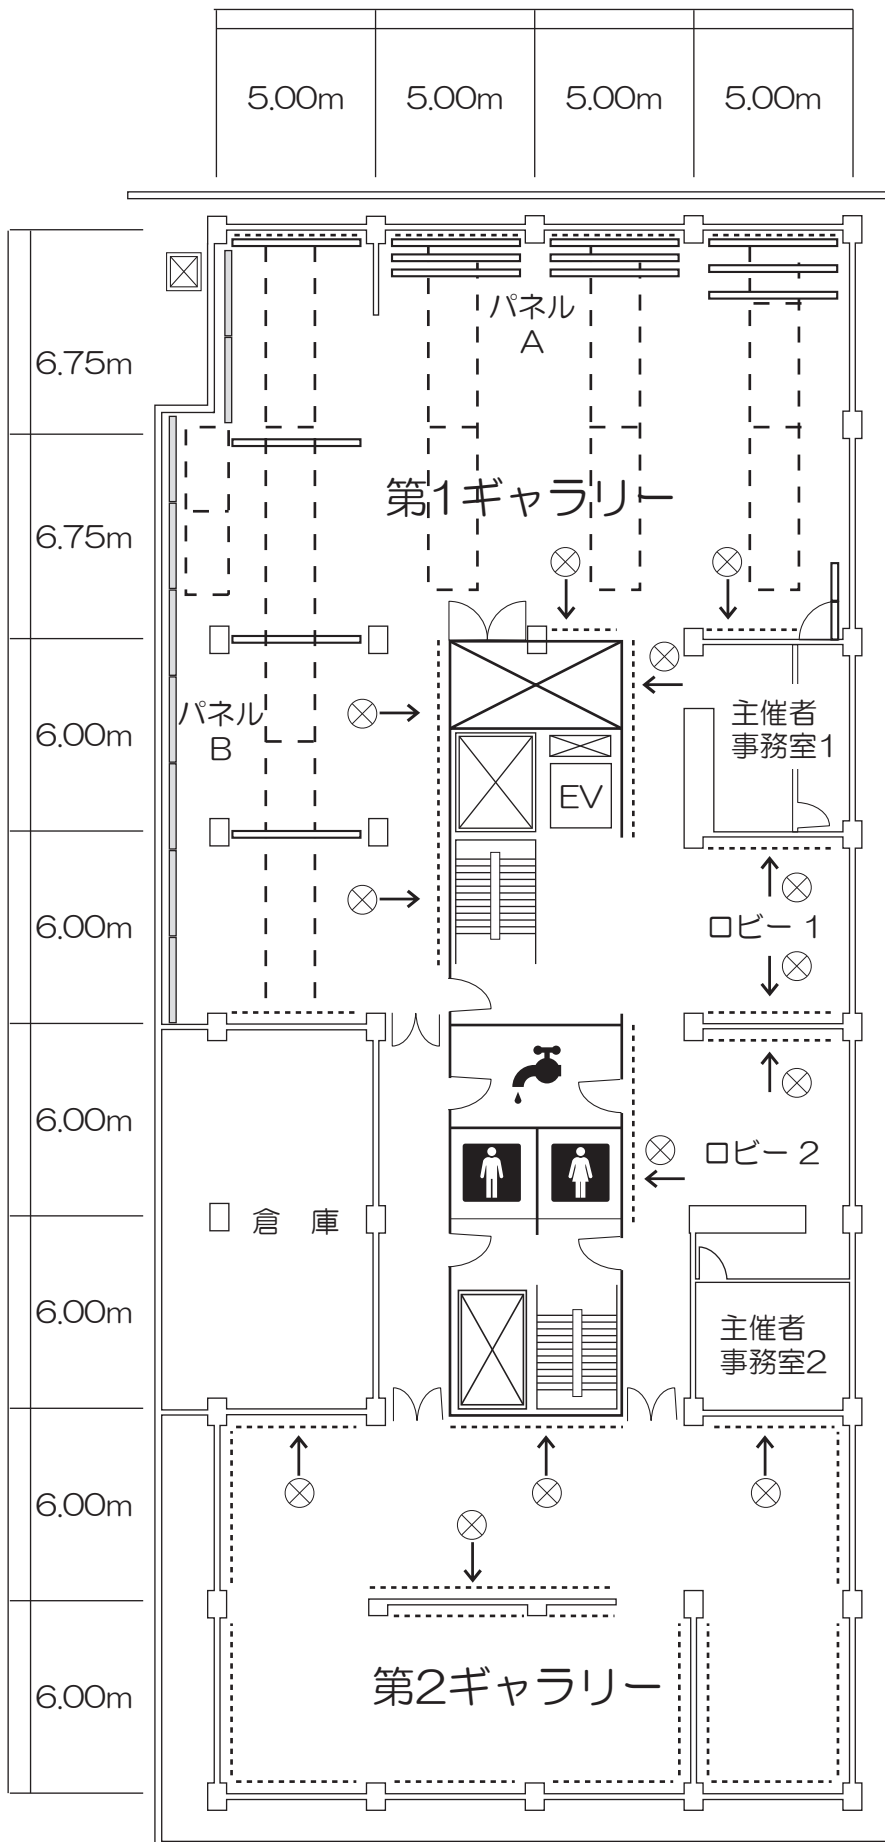 5.00m 5.00m 5.00m 5.00m
6.75m
パネル
A
6.75m
第1ギャラリー
6.00m
パネル
B
主催者
事務室1
EV
6.00m
ロビー 1
6.00m
ロビー 2
倉 庫
6.00m
主催者
事務室2
6.00m
第2ギャラリー
6.00m